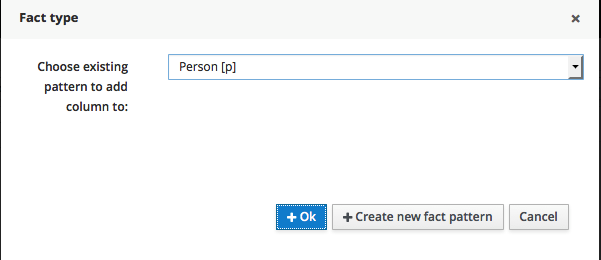 Fact type
×
Choose existing
pattern to add
column to:
Person [p]
+ Ok
+ Create new fact pattern
Cancel